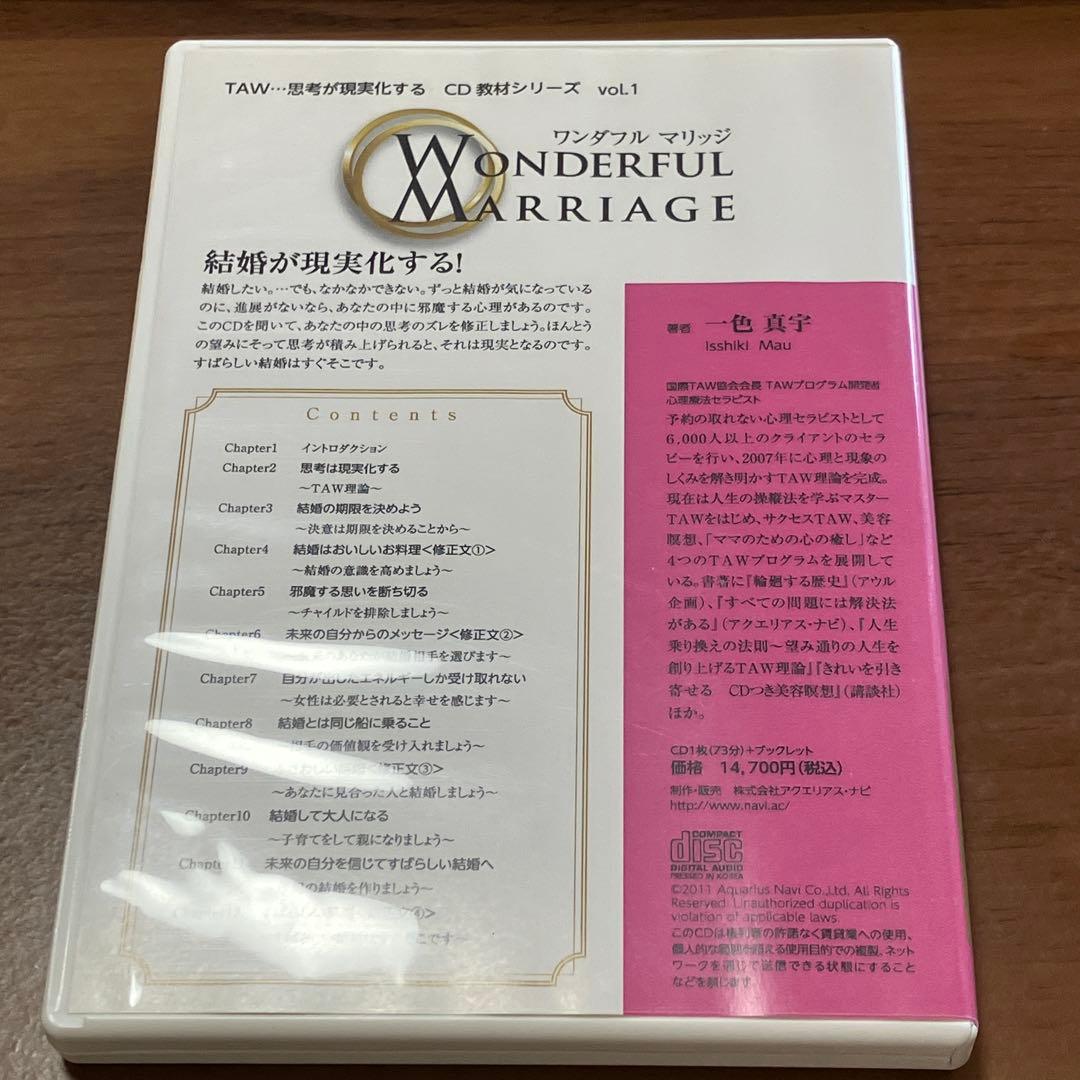 TAW…思考が現実化する CD教材シリーズ vol.1
ワンダフル マリッジ
WONDERFUL
MARRIAGE
結婚が現実化する!
結婚したい。…でも、なかなかできない。ずっと結婚が気になっている
のに、進展がないなら、あなたの中に邪魔する心理があるのです。
このCDを聞いて、あなたの中の思考のズレを修正しましょう。ほんとう
の望みにそって思考が積み上げられると、それは現実となるのです。
すばらしい結婚はすぐそこです。
Contents
Chapter1 イントロダクション
Chapter2 思考は現実化する
~TAW理論~
Chapter3 結婚の期限を決めよう
~決意は期限を決めることから~
Chapter4 結婚はおいしいお料理<修正文①>
~結婚の意識を高めましょう~
Chapter5 邪魔する思いを断ち切る
~チャイルドを排除しましょう~
Chapter6 未来の自分からのメッセージ<修正文②>
手を選びます~
Chapter7 自分が出したエネルギーしか受け取れない
~女性は必要とされると幸せを感じます~
Chapter8 結婚とは同じ船に乗ること
~相手の価値観を受け入れましょう~
Chapter9 <修正文③>
~あなたに見合った人と結婚しましょう~
Chapter10 結婚して大人になる
~子育てをして親になりましょう~
Chapter 未来の自分を信じてすばらしい結婚へ
の結婚を作りましょう~
著者 一色 真宇
Isshiki Mau
国際TAW協会会長 TAWプログラム開発者
心理療法セラピスト
予約の取れない心理セラピストとして
6,000人以上のクライアントのセラ
ピーを行い、2007年に心理と現象の
しくみを解き明かすTAW理論を完成。
現在は人生の操縦法を学ぶマスター
TAWをはじめ、サクセスTAW、美容
瞑想、「ママのための心の癒し」など
4つのTAWプログラムを展開して
いる。書著に『輪廻する歴史』(アウル
企画)、『すべての問題には解決法
がある』(アクエリアス・ナビ)、『人生
乗り換えの法則~望み通りの人生を
創り上げるTAW理論』『きれいを引き
寄せる CDつき美容瞑想』(講談社)
ほか。
CD1枚(73分)+ブックレット
価格 14,700円(税込)
制作・販売 株式会社アクエリアス・ナビ
http://www.navi.ac/
COMPACT
disc
DIGITAL AUDIO
PRESSED IN KOREA
©2011 Aquarius Navi Co.,Ltd. All Rights
Reserved. Unauthorized duplication is
violation of applicable laws.
このCDは権利者の許諾なく賃貸業への使用、
個人的な範囲を超える使用目的での複製、ネット
ワークを通じて送信できる状態にすること
などを禁じます。